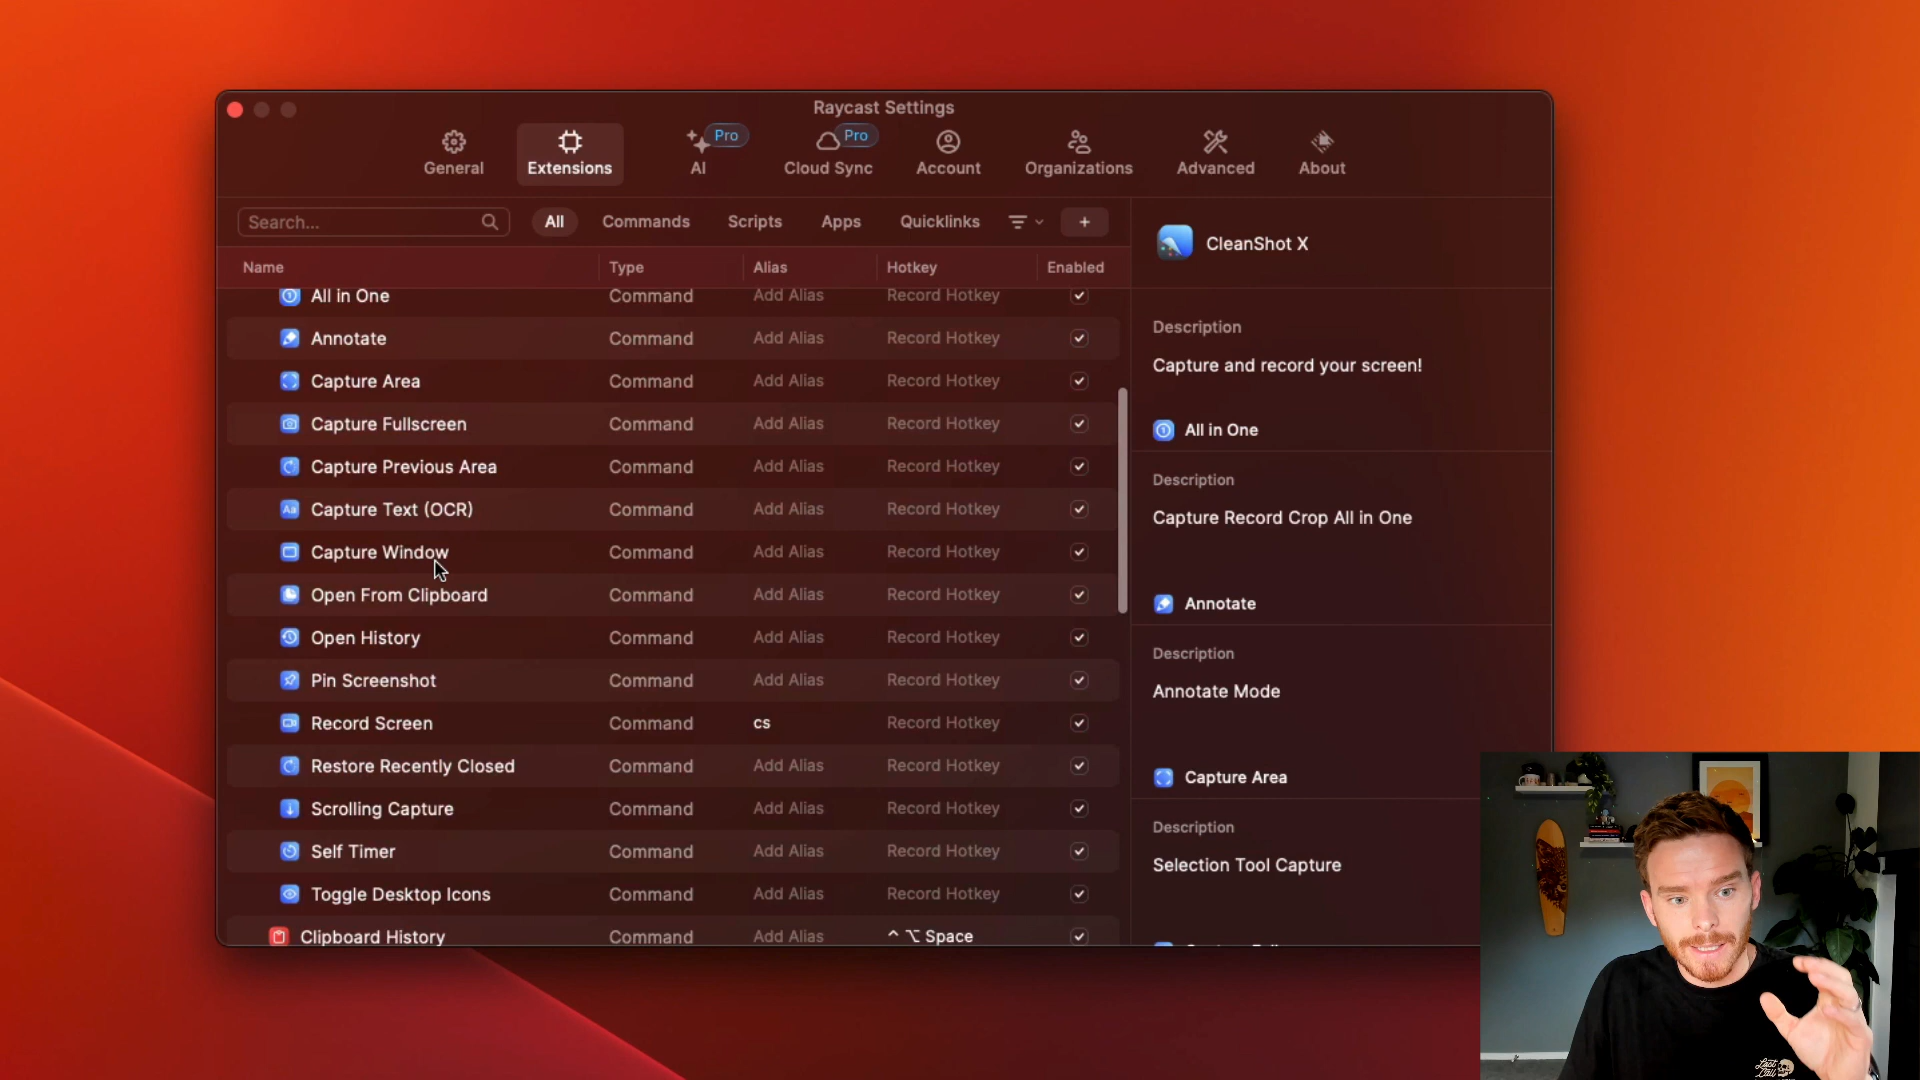 Raycast Settings
General
Extensions
Pro
AI
Pro
Cloud Sync
Account
Organizations
Advanced
About
Search...
All
Commands
Scripts
Apps
Quicklinks
+
CleanShot X
Name Type Alias Hotkey Enabled
All in One Command Add Alias Record Hotkey
Annotate Command Add Alias Record Hotkey
Capture Area Command Add Alias Record Hotkey
Capture Fullscreen Command Add Alias Record Hotkey
Capture Previous Area Command Add Alias Record Hotkey
Aa Capture Text (OCR) Command Add Alias Record Hotkey
Capture Window Command Add Alias Record Hotkey
Open From Clipboard Command Add Alias Record Hotkey
Open History Command Add Alias Record Hotkey
Pin Screenshot Command Add Alias Record Hotkey
Record Screen Command cs Record Hotkey
Restore Recently Closed Command Add Alias Record Hotkey
Scrolling Capture Command Add Alias Record Hotkey
Self Timer Command Add Alias Record Hotkey
Toggle Desktop Icons Command Add Alias Record Hotkey
Clipboard History Command Add Alias ^ ⌥ Space
Description
Capture and record your screen!
All in One
Description
Capture Record Crop All in One
Annotate
Description
Annotate Mode
Capture Area
Description
Selection Tool Capture
Last
Call